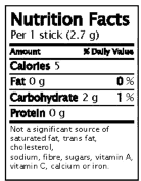 Nutrition Facts
Per 1 stick (2.7 g)
Amount % Daily Value
Calories 5
Fat 0 g 0 %
Carbohydrate 2 g 1 %
Protein 0 g
Not a significant source of
saturated fat, trans fat,
cholesterol,
sodium, fibre, sugars, vitamin A,
vitamin C, calcium or iron.